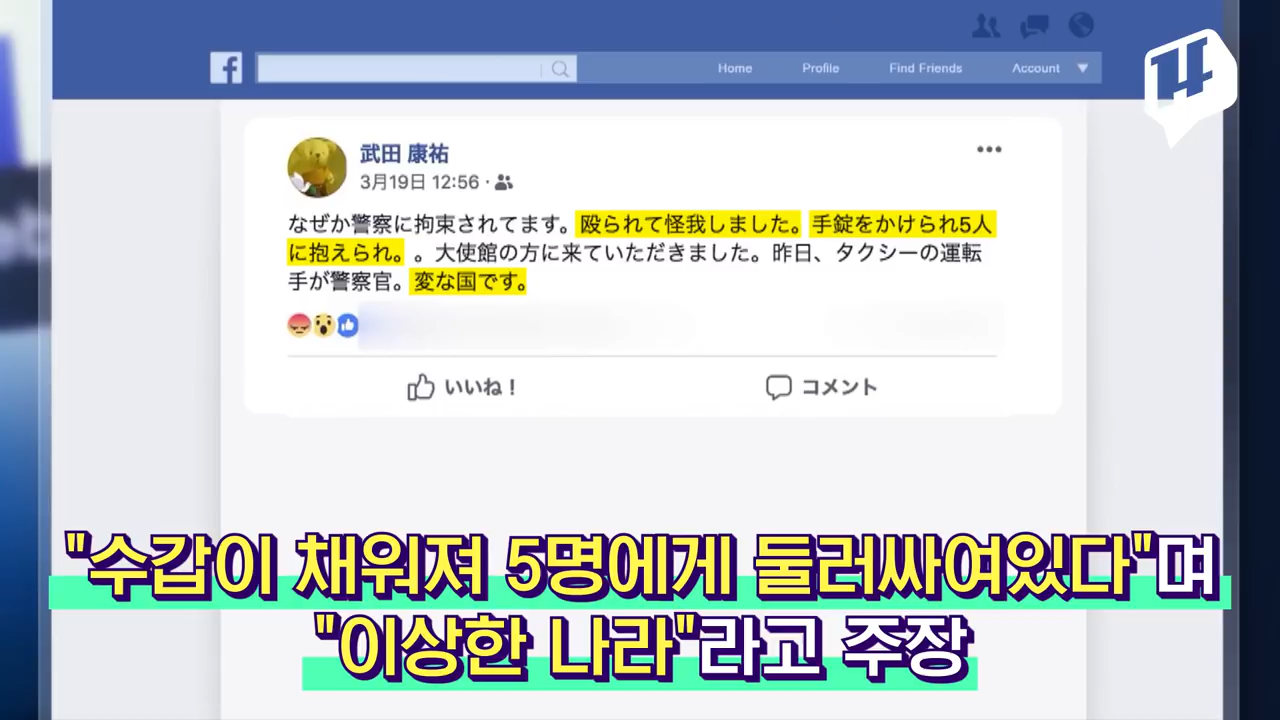 Home Profile Find Friends Account
武田 康祐
3月19日 12:56
なぜか警察に拘束されてます。殴られて怪我しました。手錠をかけられ5人
に抱えられ。。大使館の方に来ていただきました。昨日、タクシーの運転
手が警察官。変な国です。
いいね! コメント
"수갑이 채워져 5명에게 둘러싸여있다"며
"이상한 나라"라고 주장